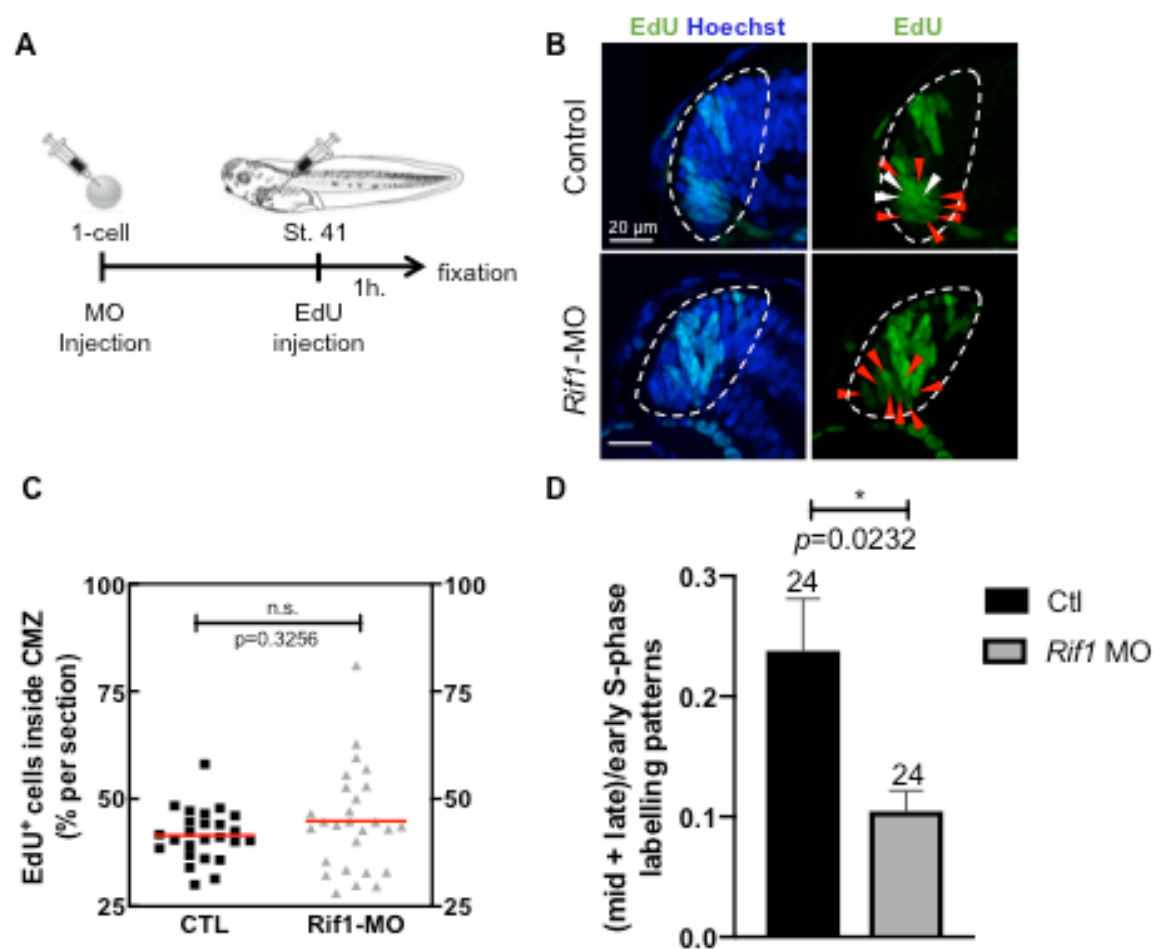 A
1-cell
St. 41
1h.
fixation
MO
Injection
EdU
injection
B
EdU Hoechst
EdU
Control
20 µm
Rif1-MO
C
EdU⁺ cells inside CMZ
(% per section)
100
75
50
25
100
75
50
25
n.s.
p=0.3256
CTL
Rif1-MO
D
*
p=0.0232
(mid + late)/early S-phase
labelling patterns
0.3
0.2
0.1
0.0
24
24
Ctl
Rif1 MO